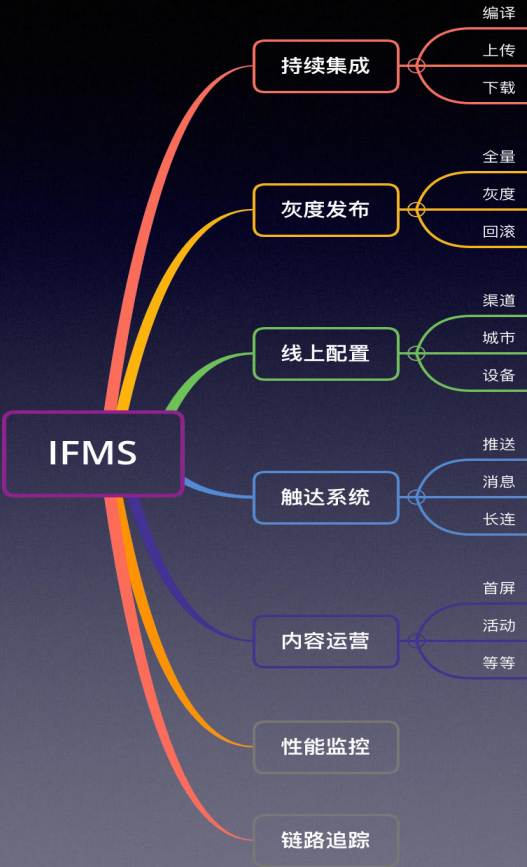 IFMS
持续集成
编译
上传
下载
灰度发布
全量
灰度
回滚
线上配置
渠道
城市
设备
触达系统
推送
消息
长连
内容运营
首屏
活动
等等
性能监控
链路追踪